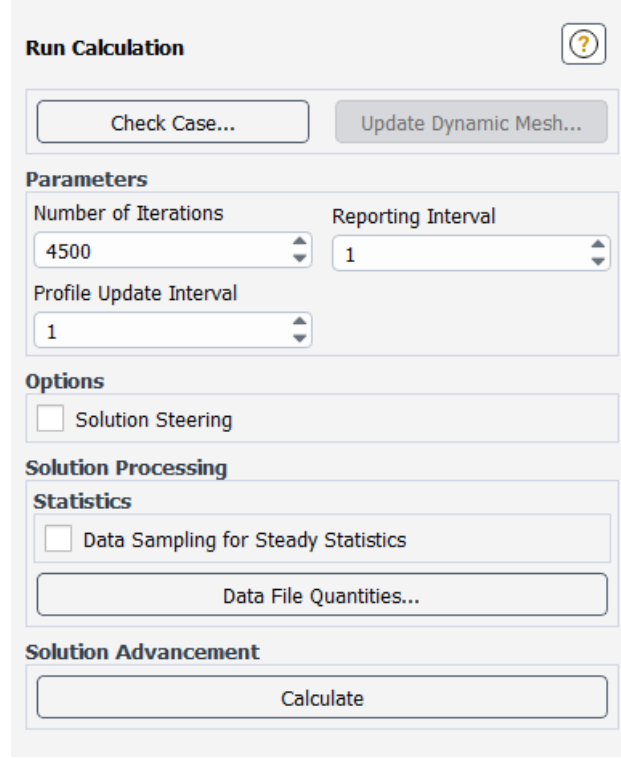 Run Calculation
?
Check Case...
Update Dynamic Mesh...
Parameters
Number of Iterations
Reporting Interval
4500
1
Profile Update Interval
1
Options
Solution Steering
Solution Processing
Statistics
Data Sampling for Steady Statistics
Data File Quantities...
Solution Advancement
Calculate